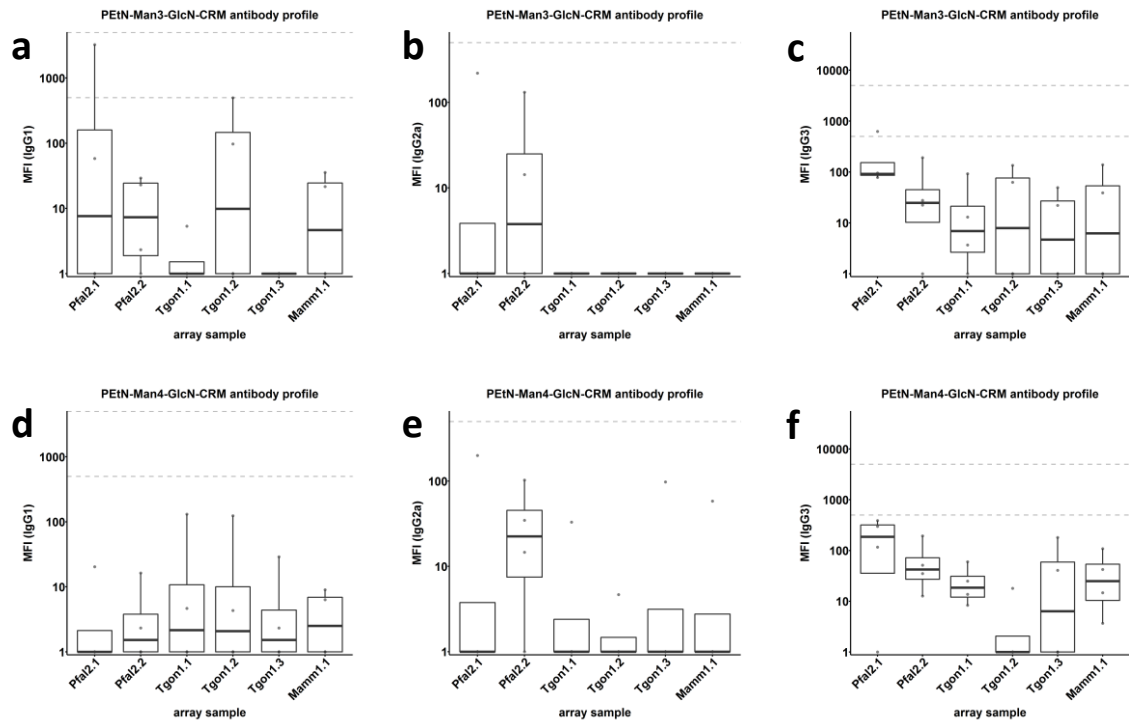 PEtN-Man3-GlcN-CRM antibody profile
a
MFI (IgG1)
1000
100
10
1
Pfal2.1
Pfal2.2
Tgon1.1
Tgon1.2
Tgon1.3
Mamm1.1
array sample
PEtN-Man3-GlcN-CRM antibody profile
b
MFI (IgG2a)
100
10
1
Pfal2.1
Pfal2.2
Tgon1.1
Tgon1.2
Tgon1.3
Mamm1.1
array sample
PEtN-Man3-GlcN-CRM antibody profile
c
MFI (IgG3)
10000
1000
100
10
1
Pfal2.1
Pfal2.2
Tgon1.1
Tgon1.2
Tgon1.3
Mamm1.1
array sample
PEtN-Man4-GlcN-CRM antibody profile
d
MFI (IgG1)
1000
100
10
1
Pfal2.1
Pfal2.2
Tgon1.1
Tgon1.2
Tgon1.3
Mamm1.1
array sample
PEtN-Man4-GlcN-CRM antibody profile
e
MFI (IgG2a)
100
10
1
Pfal2.1
Pfal2.2
Tgon1.1
Tgon1.2
Tgon1.3
Mamm1.1
array sample
PEtN-Man4-GlcN-CRM antibody profile
f
MFI (IgG3)
10000
1000
100
10
1
Pfal2.1
Pfal2.2
Tgon1.1
Tgon1.2
Tgon1.3
Mamm1.1
array sample